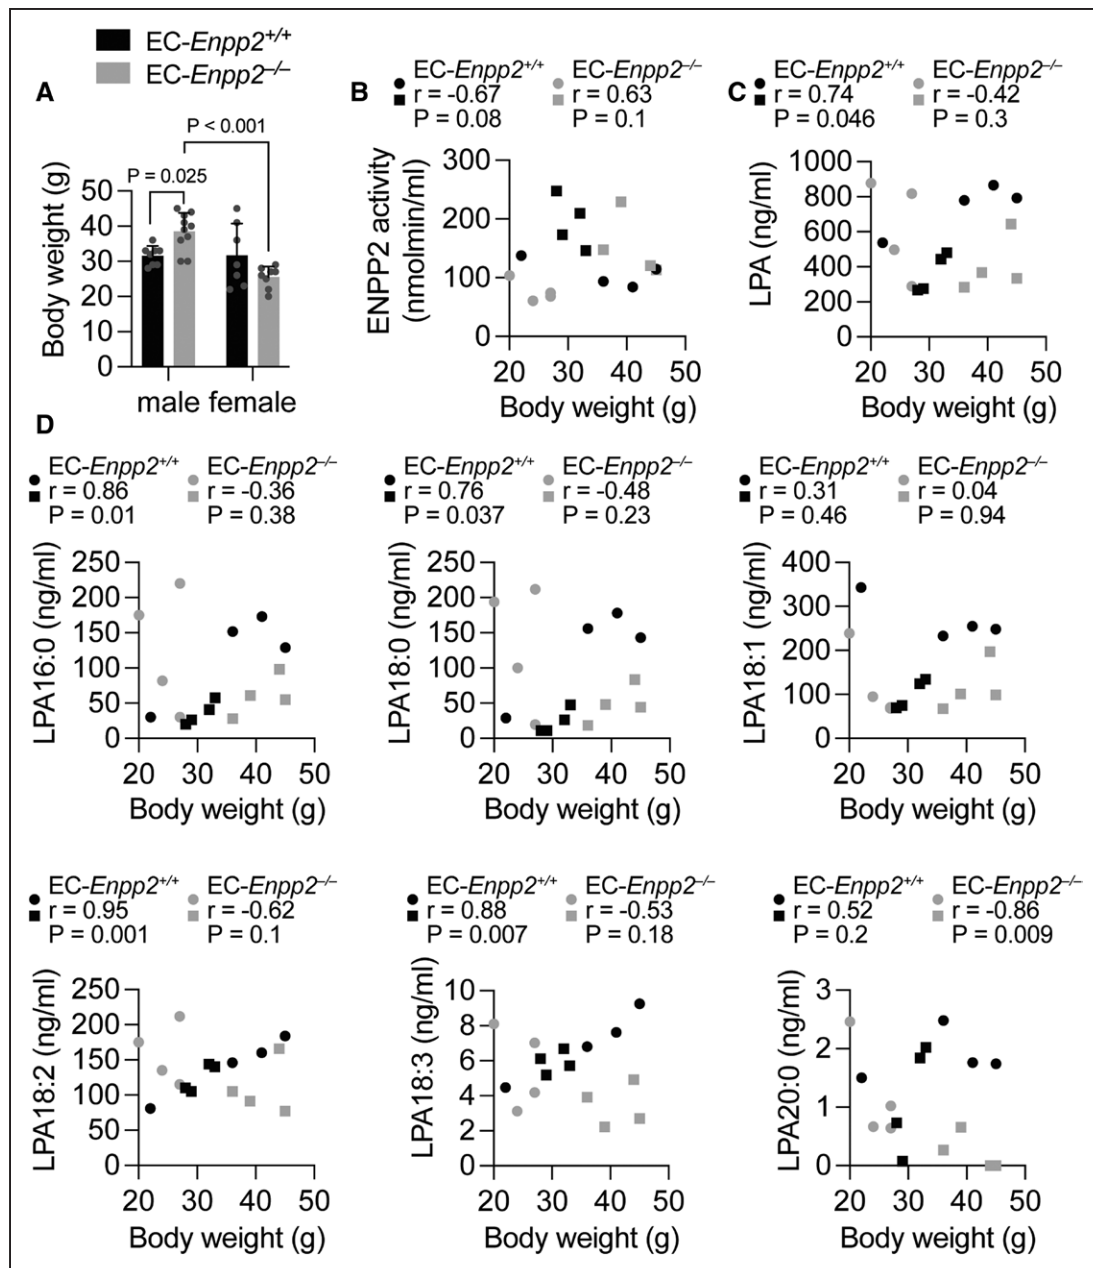 EC-Enpp2+/+
EC-Enpp2–/–
A
P < 0.001
P = 0.025
Body weight (g)
50
40
30
20
10
0
male female
B
EC-Enpp2+/+ EC-Enpp2–/–
r = -0.67 r = 0.63
P = 0.08 P = 0.1
ENPP2 activity
(nmolmin/ml)
300
200
100
0
20 30 40 50
Body weight (g)
C
EC-Enpp2+/+ EC-Enpp2–/–
r = 0.74 r = -0.42
P = 0.046 P = 0.3
LPA (ng/ml)
1000
800
600
400
200
0
20 30 40 50
Body weight (g)
D
EC-Enpp2+/+ EC-Enpp2–/–
r = 0.86 r = -0.36
P = 0.01 P = 0.38
LPA16:0 (ng/ml)
250
200
150
100
50
0
20 30 40 50
Body weight (g)
EC-Enpp2+/+ EC-Enpp2–/–
r = 0.76 r = -0.48
P = 0.037 P = 0.23
LPA18:0 (ng/ml)
250
200
150
100
50
0
20 30 40 50
Body weight (g)
EC-Enpp2+/+ EC-Enpp2–/–
r = 0.31 r = 0.04
P = 0.46 P = 0.94
LPA18:1 (ng/ml)
400
300
200
100
0
20 30 40 50
Body weight (g)
EC-Enpp2+/+ EC-Enpp2–/–
r = 0.95 r = -0.62
P = 0.001 P = 0.1
LPA18:2 (ng/ml)
250
200
150
100
50
0
20 30 40 50
Body weight (g)
EC-Enpp2+/+ EC-Enpp2–/–
r = 0.88 r = -0.53
P = 0.007 P = 0.18
LPA18:3 (ng/ml)
10
8
6
4
2
0
20 30 40 50
Body weight (g)
EC-Enpp2+/+ EC-Enpp2–/–
r = 0.52 r = -0.86
P = 0.2 P = 0.009
LPA20:0 (ng/ml)
3
2
1
0
20 30 40 50
Body weight (g)